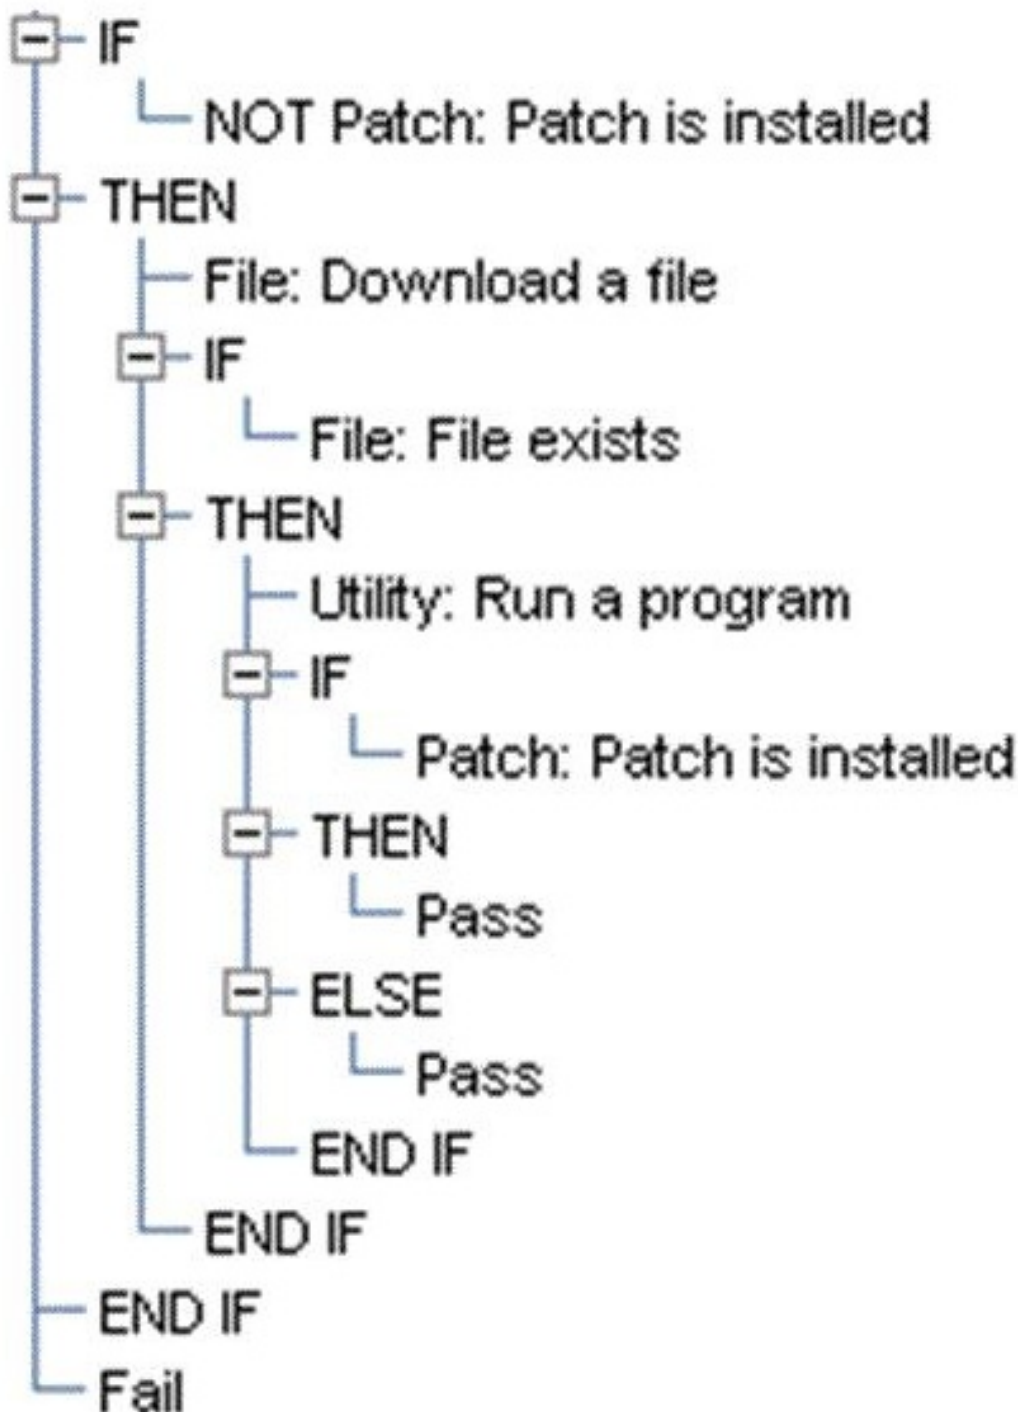 IF
NOT Patch: Patch is installed
THEN
File: Download a file
IF
File: File exists
THEN
Utility: Run a program
IF
Patch: Patch is installed
THEN
Pass
ELSE
Pass
END IF
END IF
END IF
Fail